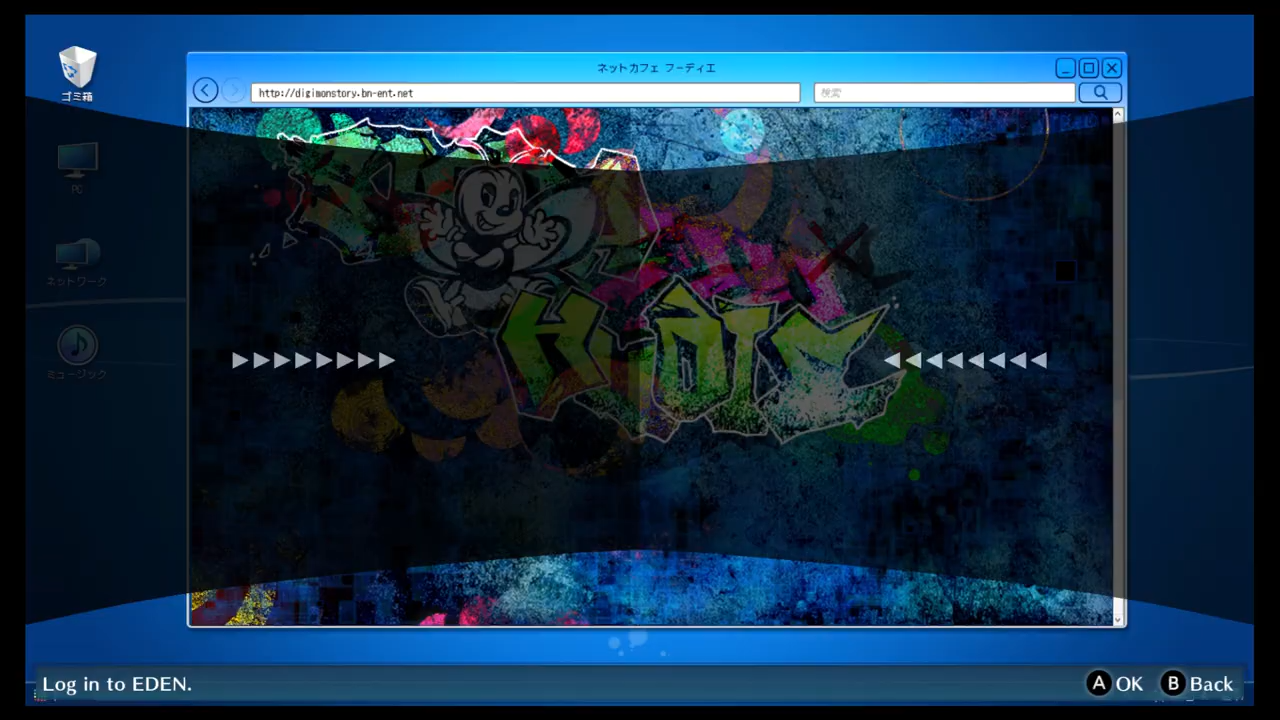 ゴミ箱
ネットカフェ フーディエ
http://digimonstory.bn-ent.net
検索
PC
ネットワーク
ミュージック
Log in to EDEN.
A OK
B Back